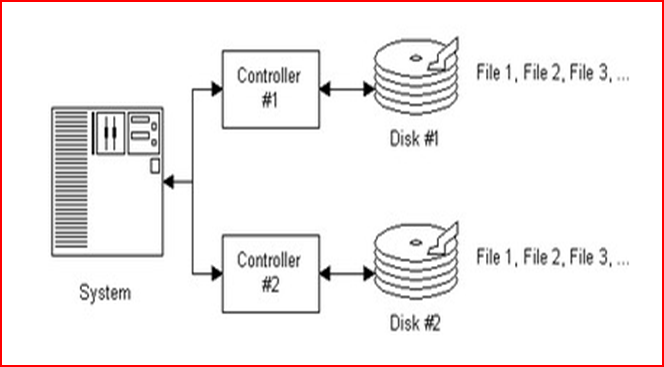 Controller
#1
File 1, File 2, File 3, ...
Disk #1
System
Controller
#2
File 1, File 2, File 3, ...
Disk #2